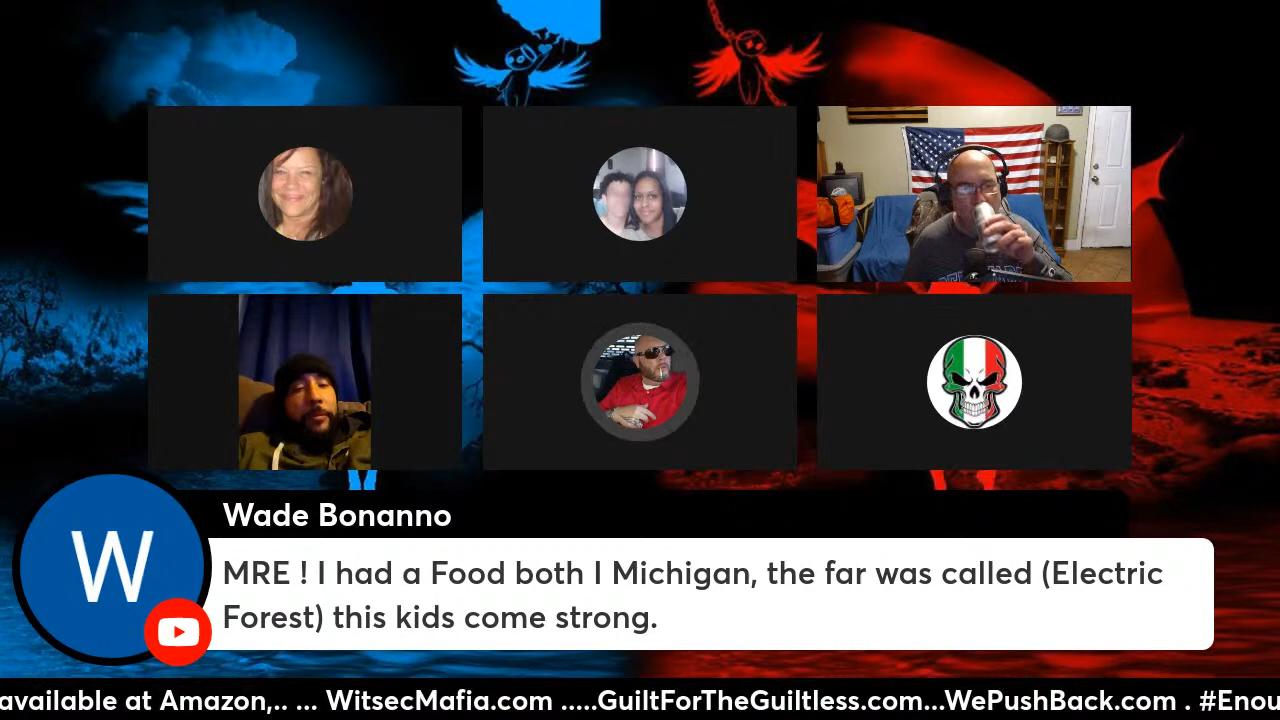 W
Wade Bonanno
MRE ! I had a Food both I Michigan, the far was called (Electric
Forest) this kids come strong.
available at Amazon,.. ... WitsecMafia.com .....GuiltForTheGuiltless.com...WePushBack.com . #Enou